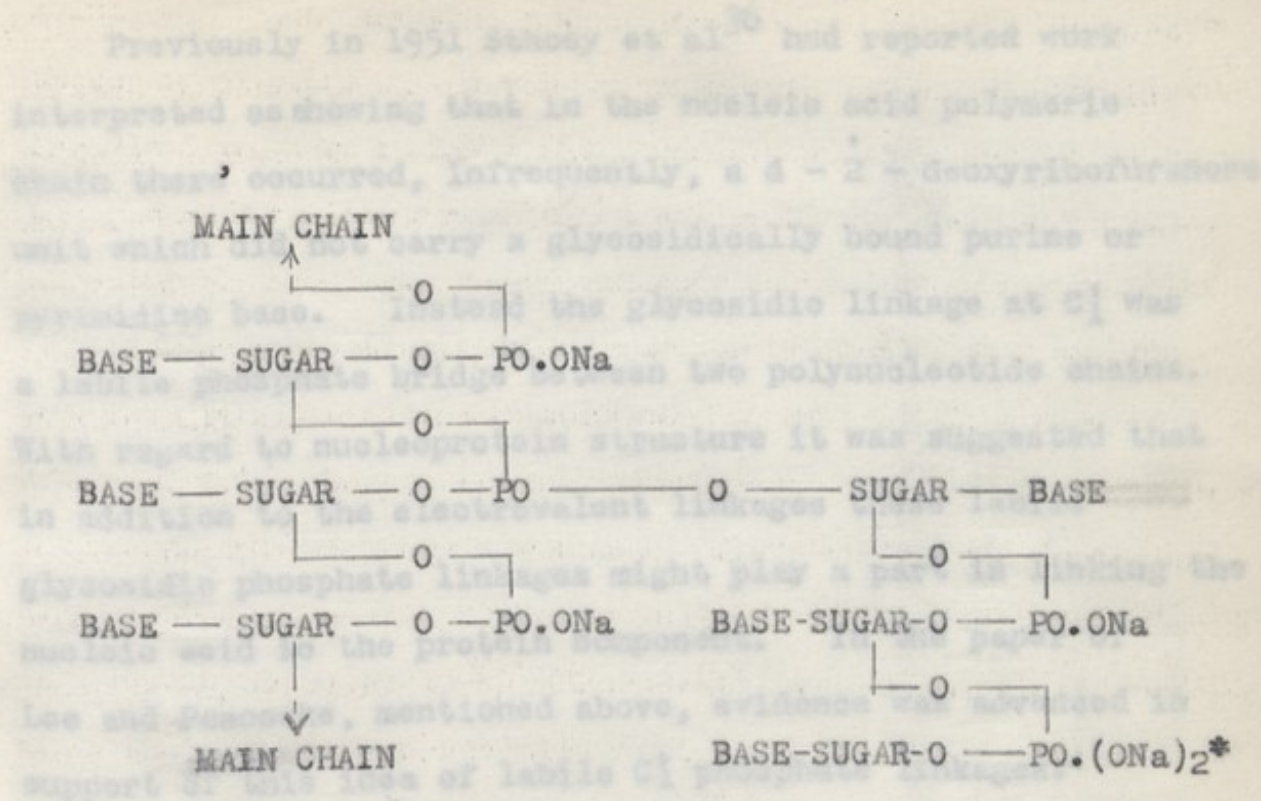 MAIN CHAIN
O
BASE — SUGAR — O — PO.ONa
O
BASE — SUGAR — O — PO — O — SUGAR — BASE
O O
BASE — SUGAR — O — PO.ONa BASE-SUGAR-O — PO.ONa
O
MAIN CHAIN BASE-SUGAR-O — PO.(ONa)2*
Previously in 1951 et al had reported work
interpreted as showing that in the nucleic acid polymeric
chain there occurred, infrequently, a d - 2 - deoxyribofuranose
unit which did not carry a glycosidically bound purine or
base. Instead the glycosidic linkage at was
a labile phosphate bridge between two polynucleotide chains.
With regard to nucleoprotein structure it was suggested that
in addition to the electrovalent linkages these labile
glycosidic phosphate linkages might play a part in linking the
nucleic acid to the protein component. In the paper of
Lee and Peacocke, mentioned above, evidence was advanced in
support of this idea of labile phosphate linkages.